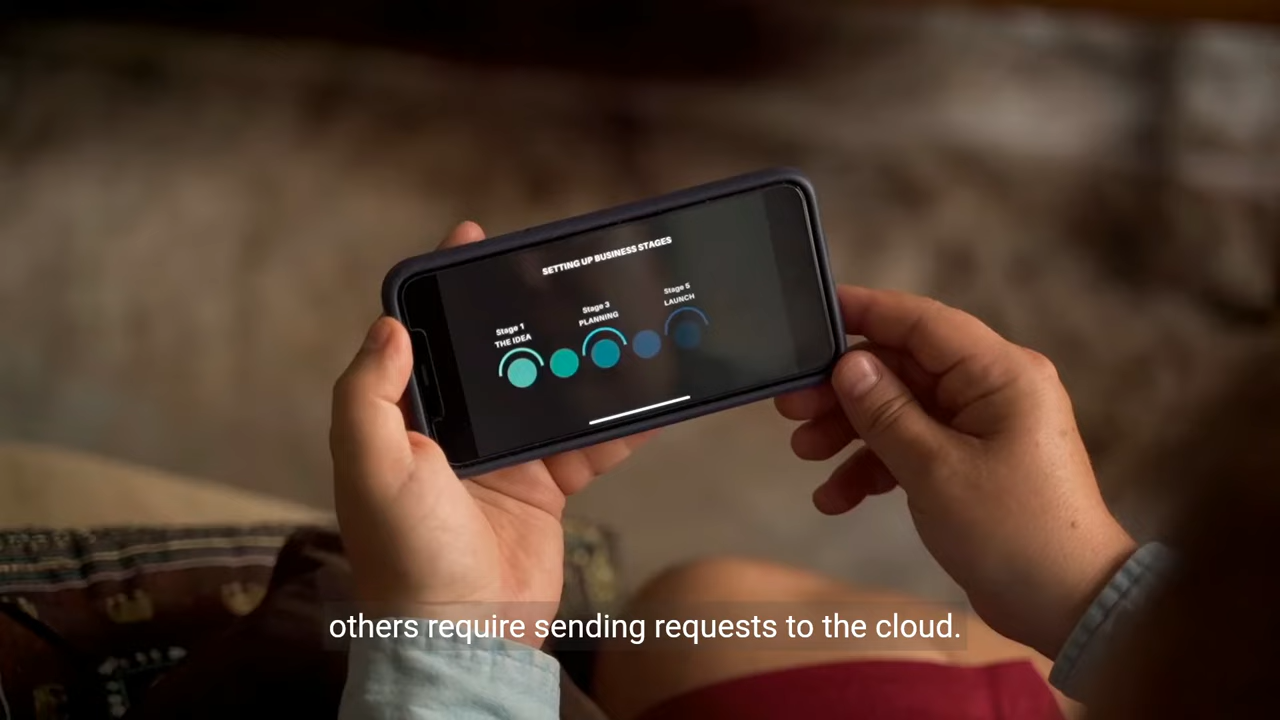 SETTING UP BUSINESS STAGES
Stage 1
THE IDEA
Stage 3
PLANNING
Stage 5
LAUNCH
others require sending requests to the cloud.